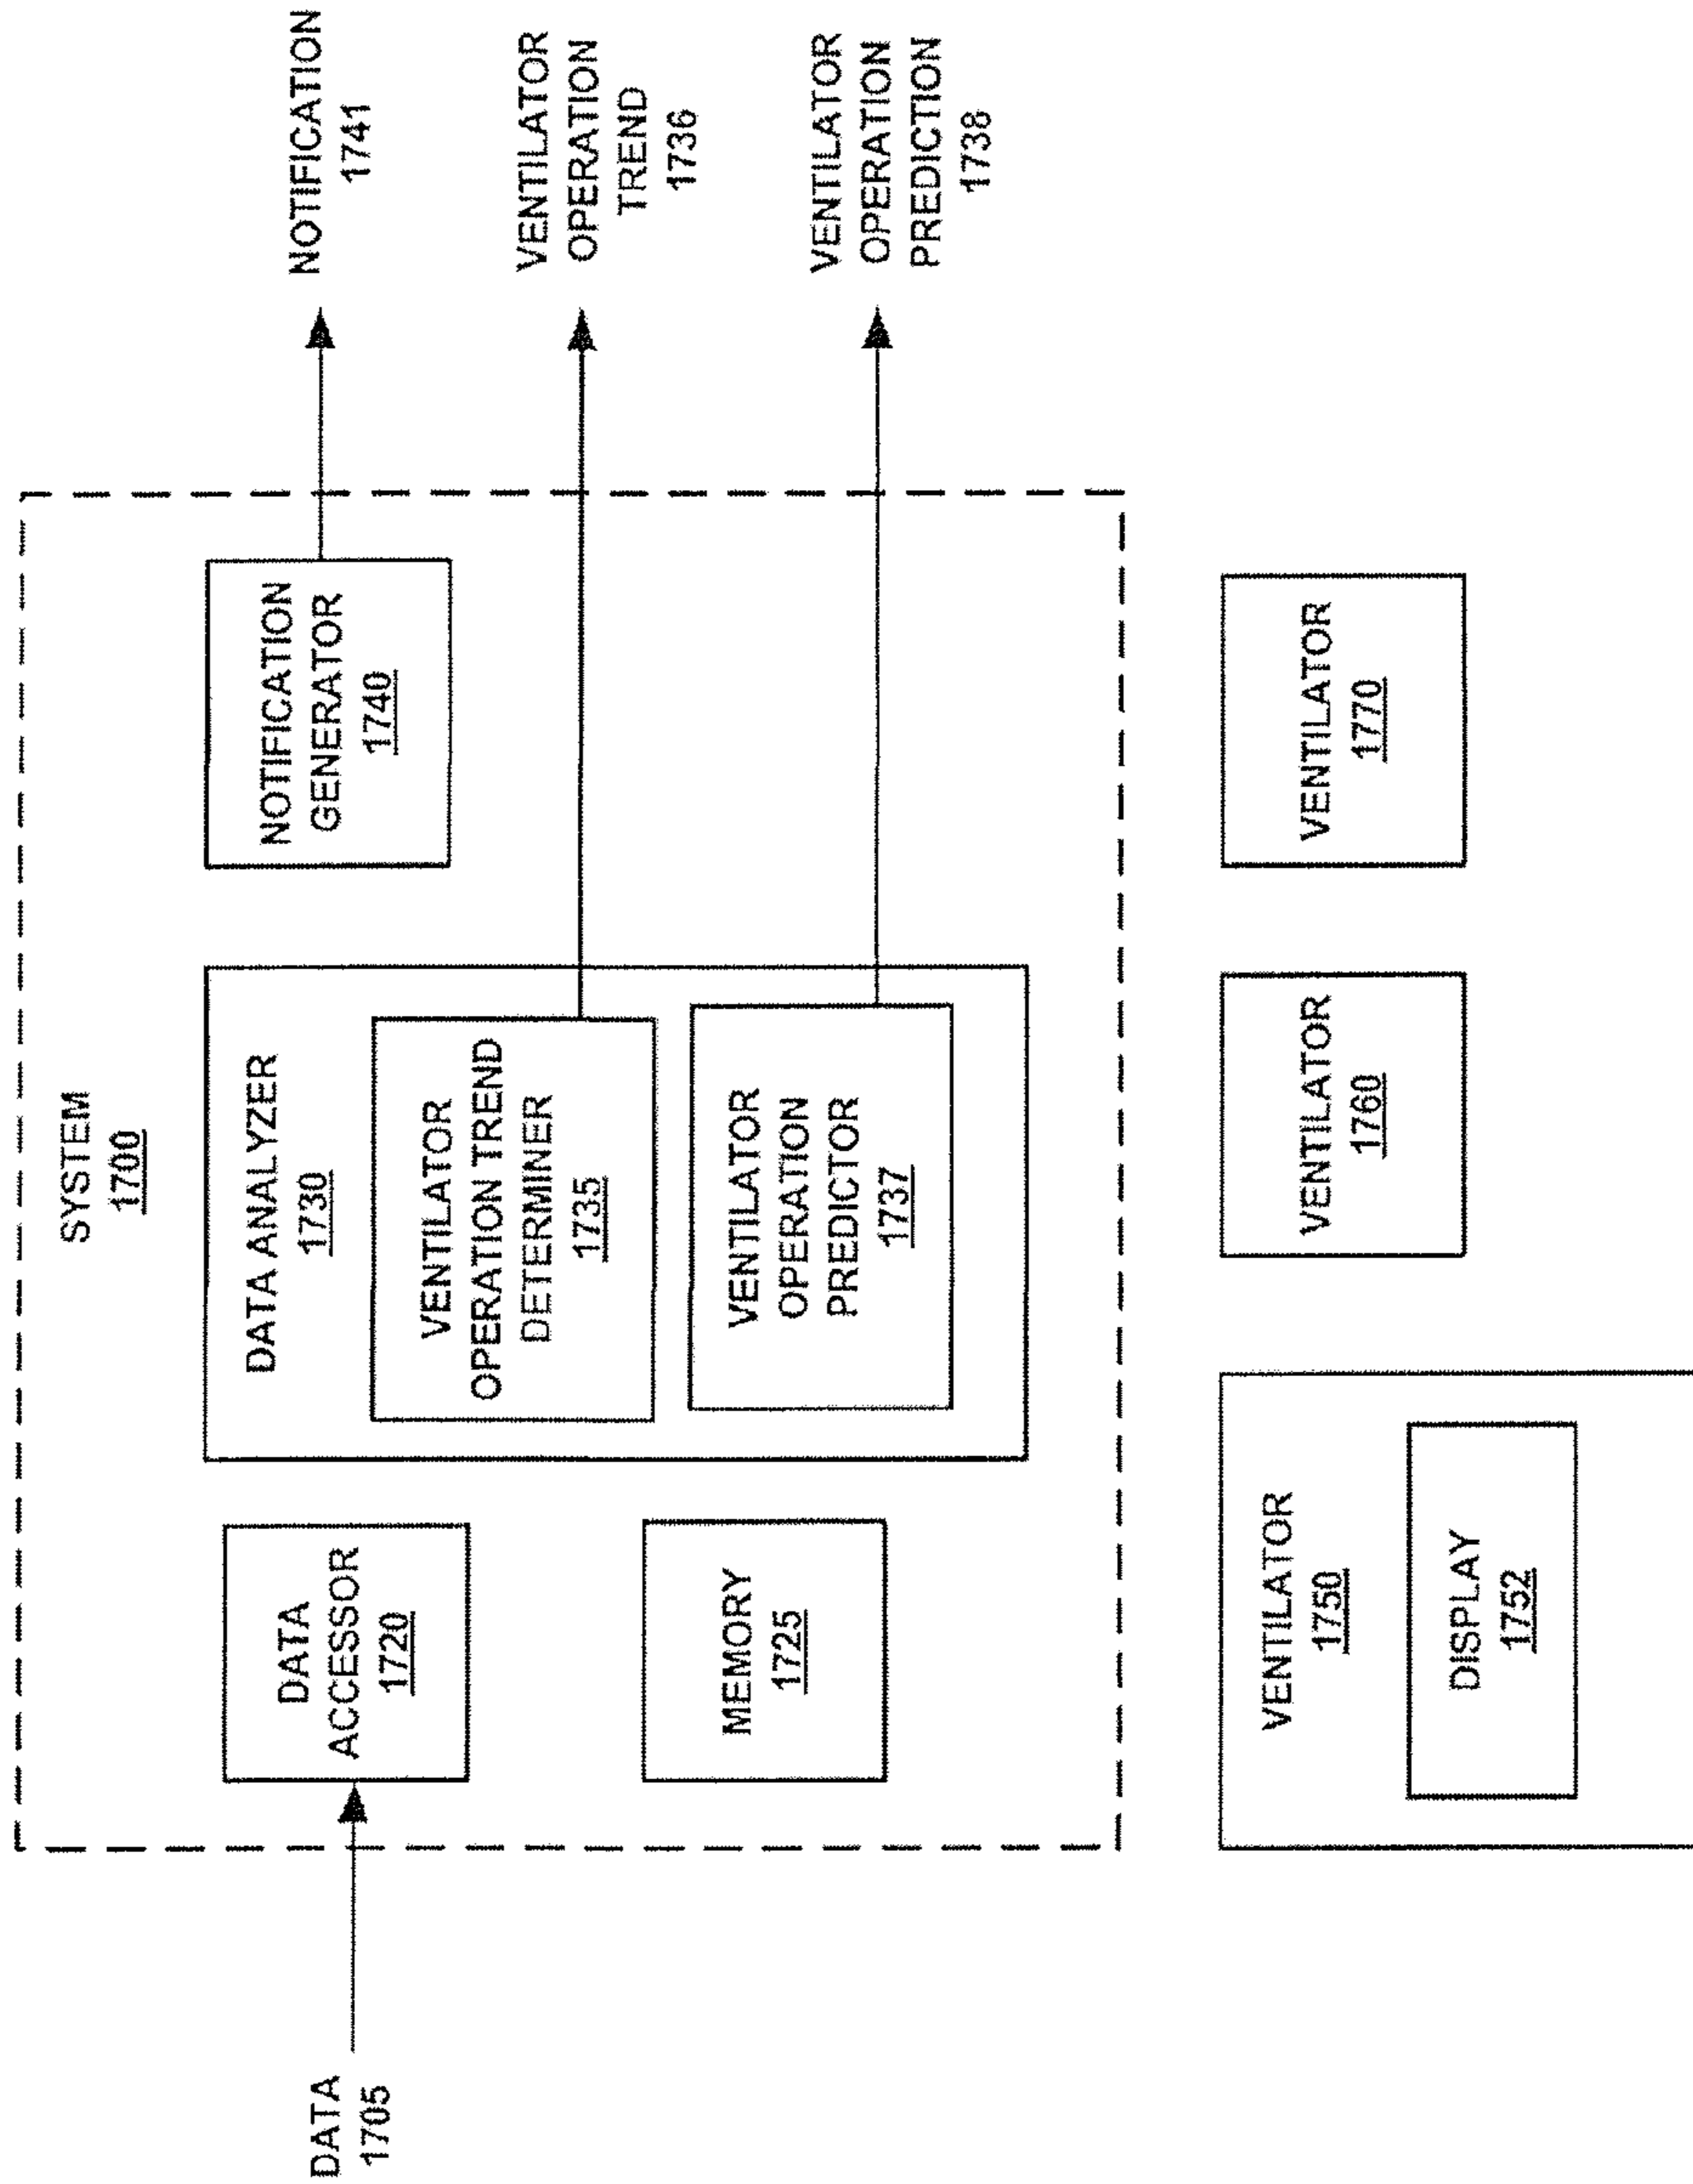 SYSTEM
1700
DATA
1705
DATA
ACCESSOR
1720
MEMORY
1725
DATA ANALYZER
1730
VENTILATOR
OPERATION TREND
DETERMINER
1735
VENTILATOR
OPERATION
PREDICTOR
1737
NOTIFICATION
GENERATOR
1740
NOTIFICATION
1741
VENTILATOR
OPERATION
TREND
1736
VENTILATOR
OPERATION
PREDICTION
1738
VENTILATOR
1750
DISPLAY
1752
VENTILATOR
1760
VENTILATOR
1770